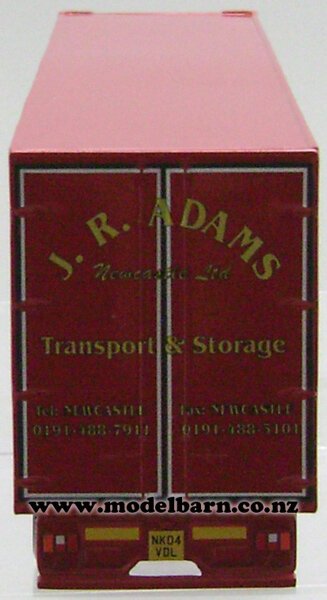 J. R. ADAMS
Newcastle Ltd
Transport & Storage
Tel: NEWCASTLE Fax: NEWCASTLE
0191-488-7911 0191-488-5101
www.modelbarn.co.nz
NK04
VDL